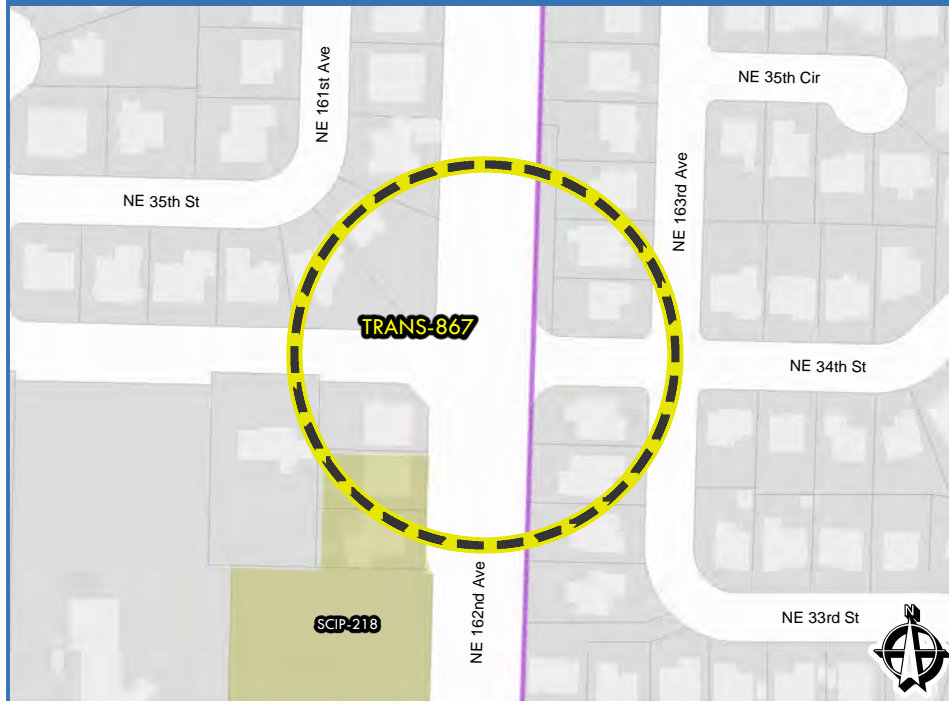 NE 161st Ave
NE 35th Cir
NE 163rd Ave
NE 35th St
TRANS-867
NE 34th St
SCIP-218
NE 162nd Ave
NE 33rd St
N